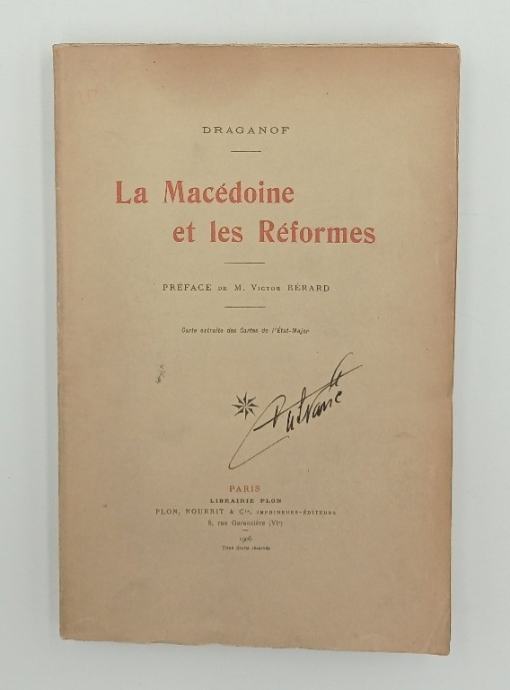 DRAGANOF
La Macédoine
et les Réformes
PRÉFACE DE M. VICTOR BÉRARD
Carte extraite des Cartes de l'État-Major
PARIS
LIBRAIRIE PLON
PLON, NOURRIT & Cie, IMPRIMEURS-ÉDITEURS
8, rue Garancière (VIe)
1906
Tous droits réservés